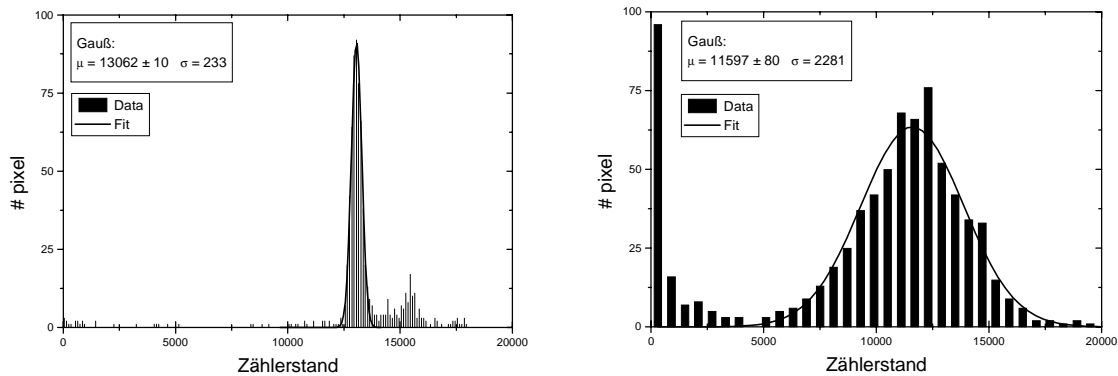 100
75
50
25
0
# pixel
Gauß:
μ = 13062 ± 10 σ = 233
Data
Fit
0
5000
10000
15000
20000
Zählerstand
100
75
50
25
0
# pixel
Gauß:
μ = 11597 ± 80 σ = 2281
Data
Fit
0
5000
10000
15000
20000
Zählerstand